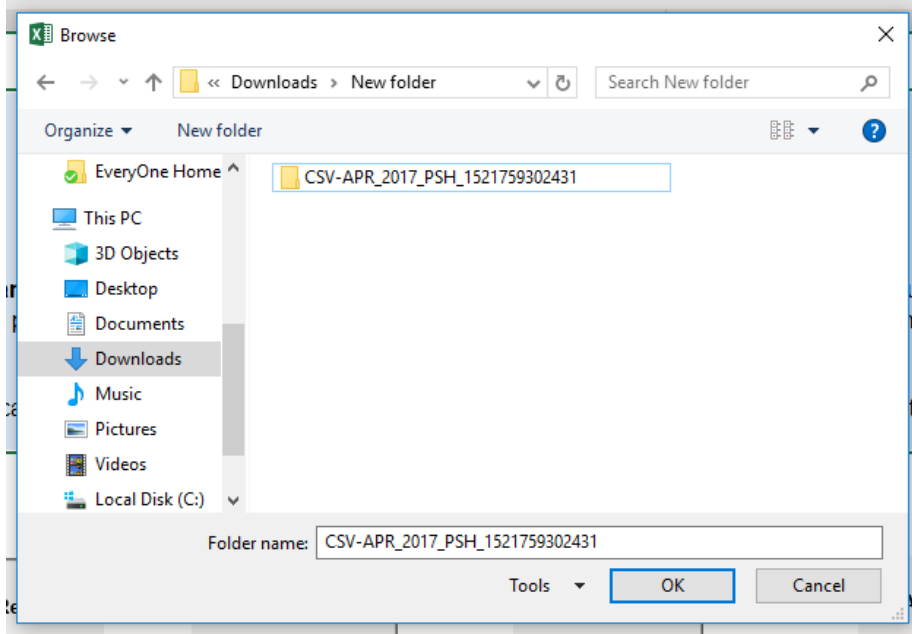 Browse
« Downloads › New folder
Search New folder
Organize
New folder
?
EveryOne Home
CSV-APR_2017_PSH_1521759302431
This PC
3D Objects
Desktop
Documents
Downloads
Music
Pictures
Videos
Local Disk (C:)
Folder name: CSV-APR_2017_PSH_1521759302431
Tools
OK
Cancel